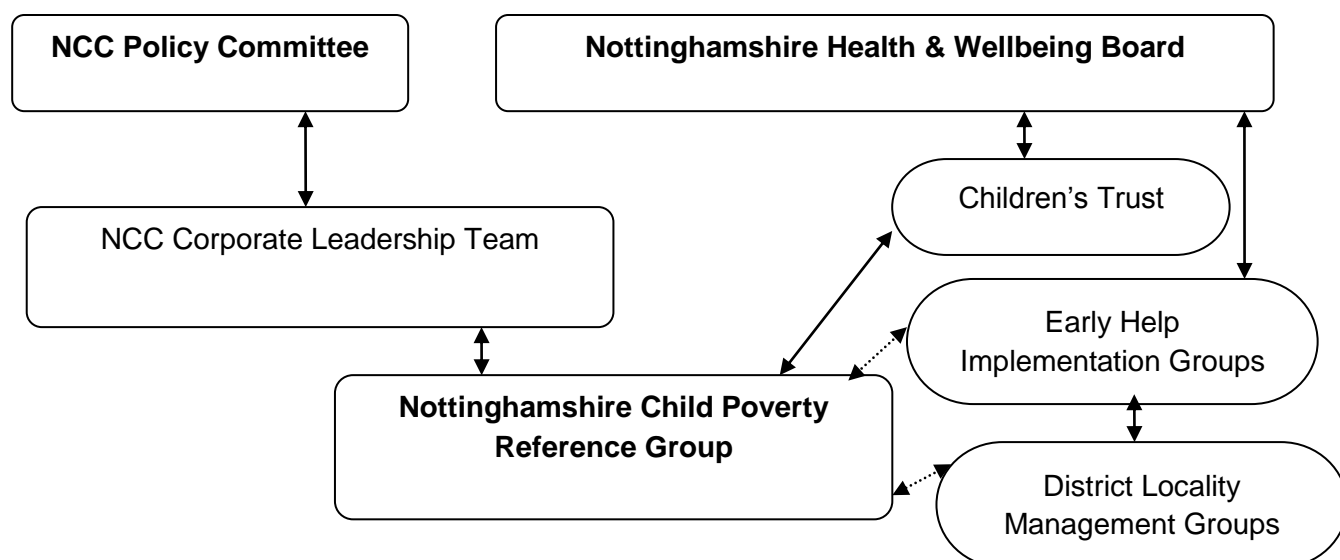 NCC Policy Committee
Nottinghamshire Health & Wellbeing Board
Children’s Trust
NCC Corporate Leadership Team
Early Help
Implementation Groups
Nottinghamshire Child Poverty
Reference Group
District Locality
Management Groups